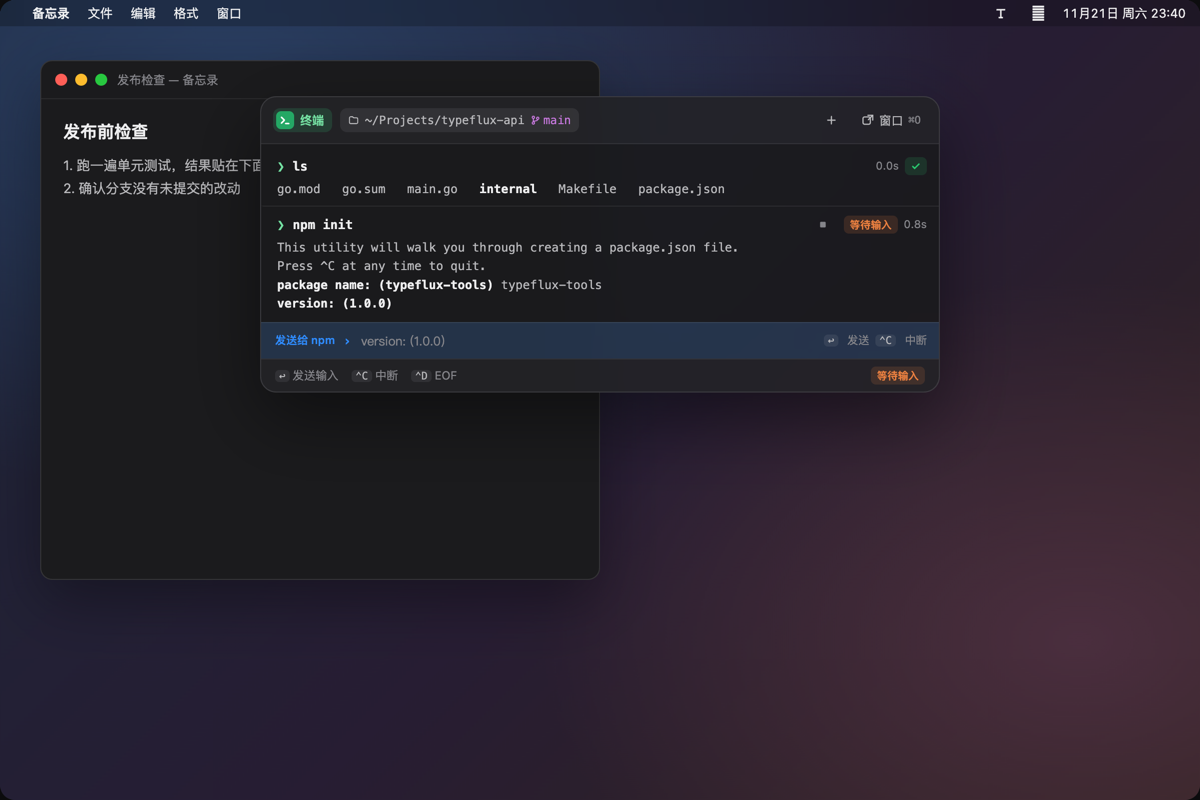 备忘录 文件 编辑 格式 窗口 T 11月21日 周六 23:40
发布检查 — 备忘录
发布前检查
1. 跑一遍单元测试，结果贴在下面
2. 确认分支没有未提交的改动
终端 ~/Projects/typeflux-api main + 窗口 ⌘O
❯ ls 0.0s
go.mod go.sum main.go internal Makefile package.json
❯ npm init 等待输入 0.8s
This utility will walk you through creating a package.json file.
Press ^C at any time to quit.
package name: (typeflux-tools) typeflux-tools
version: (1.0.0)
发送给 npm › version: (1.0.0) ↩ 发送 ^C 中断
↩ 发送输入 ^C 中断 ^D EOF 等待输入